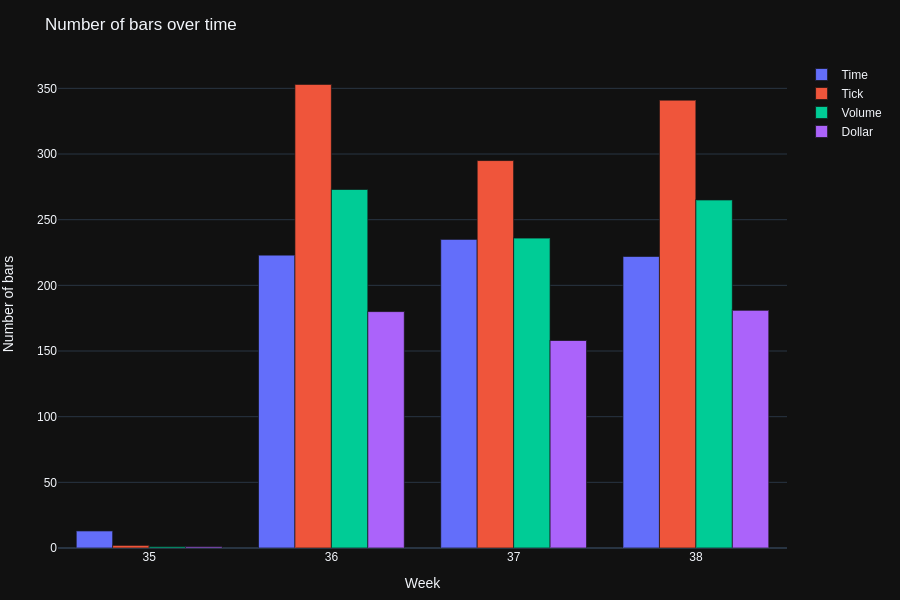 Number of bars over time
Time
Tick
Volume
Dollar
Number of bars
350
300
250
200
150
100
50
0
35
36
37
38
Week